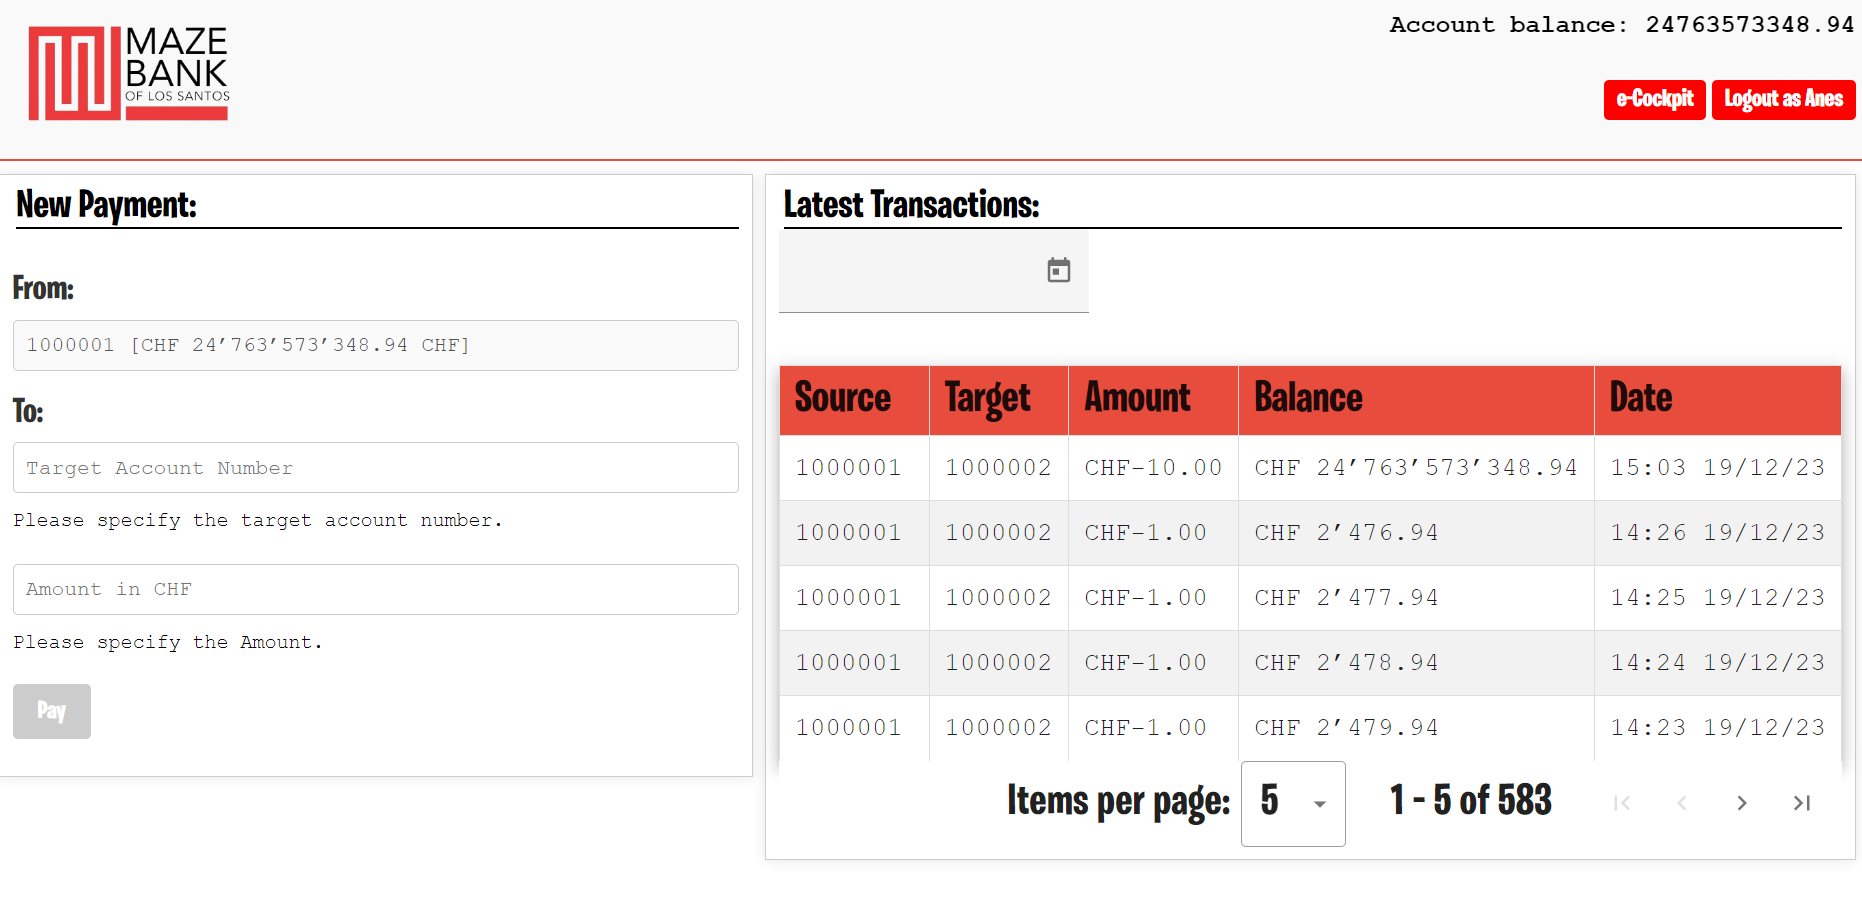 MAZE
BANK
OF LOS SANTOS
Account balance: 24763573348.94
e-Cockpit Logout as Anes
New Payment:
From:
1000001 [CHF 24’763’573’348.94 CHF]
To:
Target Account Number
Please specify the target account number.
Amount in CHF
Please specify the Amount.
Pay
Latest Transactions:
Source Target Amount Balance Date
1000001 1000002 CHF-10.00 CHF 24’763’573’348.94 15:03 19/12/23
1000001 1000002 CHF-1.00 CHF 2’476.94 14:26 19/12/23
1000001 1000002 CHF-1.00 CHF 2’477.94 14:25 19/12/23
1000001 1000002 CHF-1.00 CHF 2’478.94 14:24 19/12/23
1000001 1000002 CHF-1.00 CHF 2’479.94 14:23 19/12/23
Items per page: 5 1 - 5 of 583